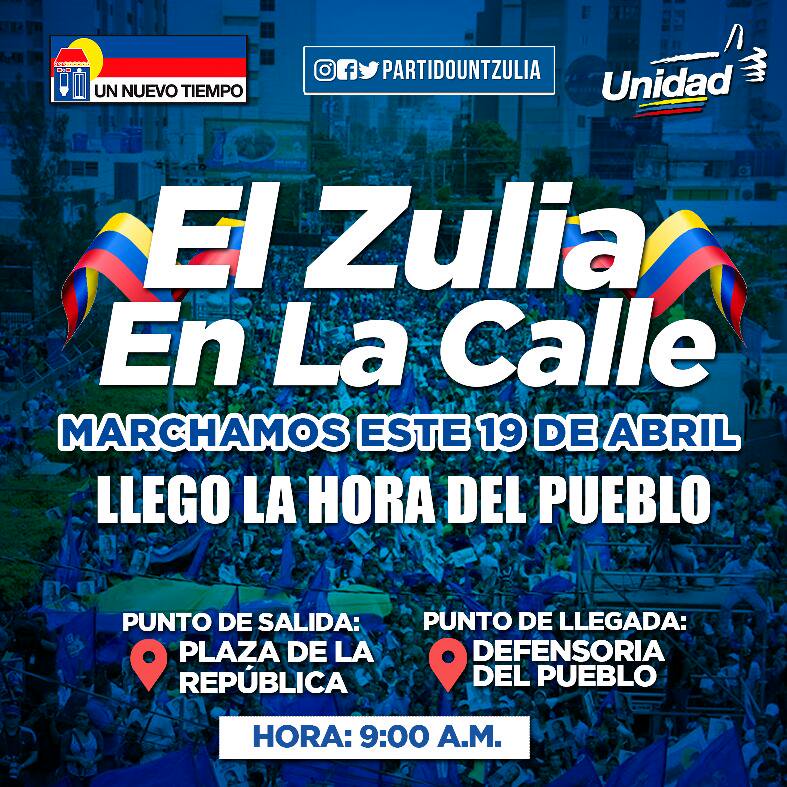 UN NUEVO TIEMPO
PARTIDOUNTZULIA
Unidad
El Zulia
En La Calle
MARCHAMOS ESTE 19 DE ABRIL
LLEGO LA HORA DEL PUEBLO
PUNTO DE SALIDA:
PLAZA DE LA
REPÚBLICA
PUNTO DE LLEGADA:
DEFENSORIA
DEL PUEBLO
HORA: 9:00 A.M.